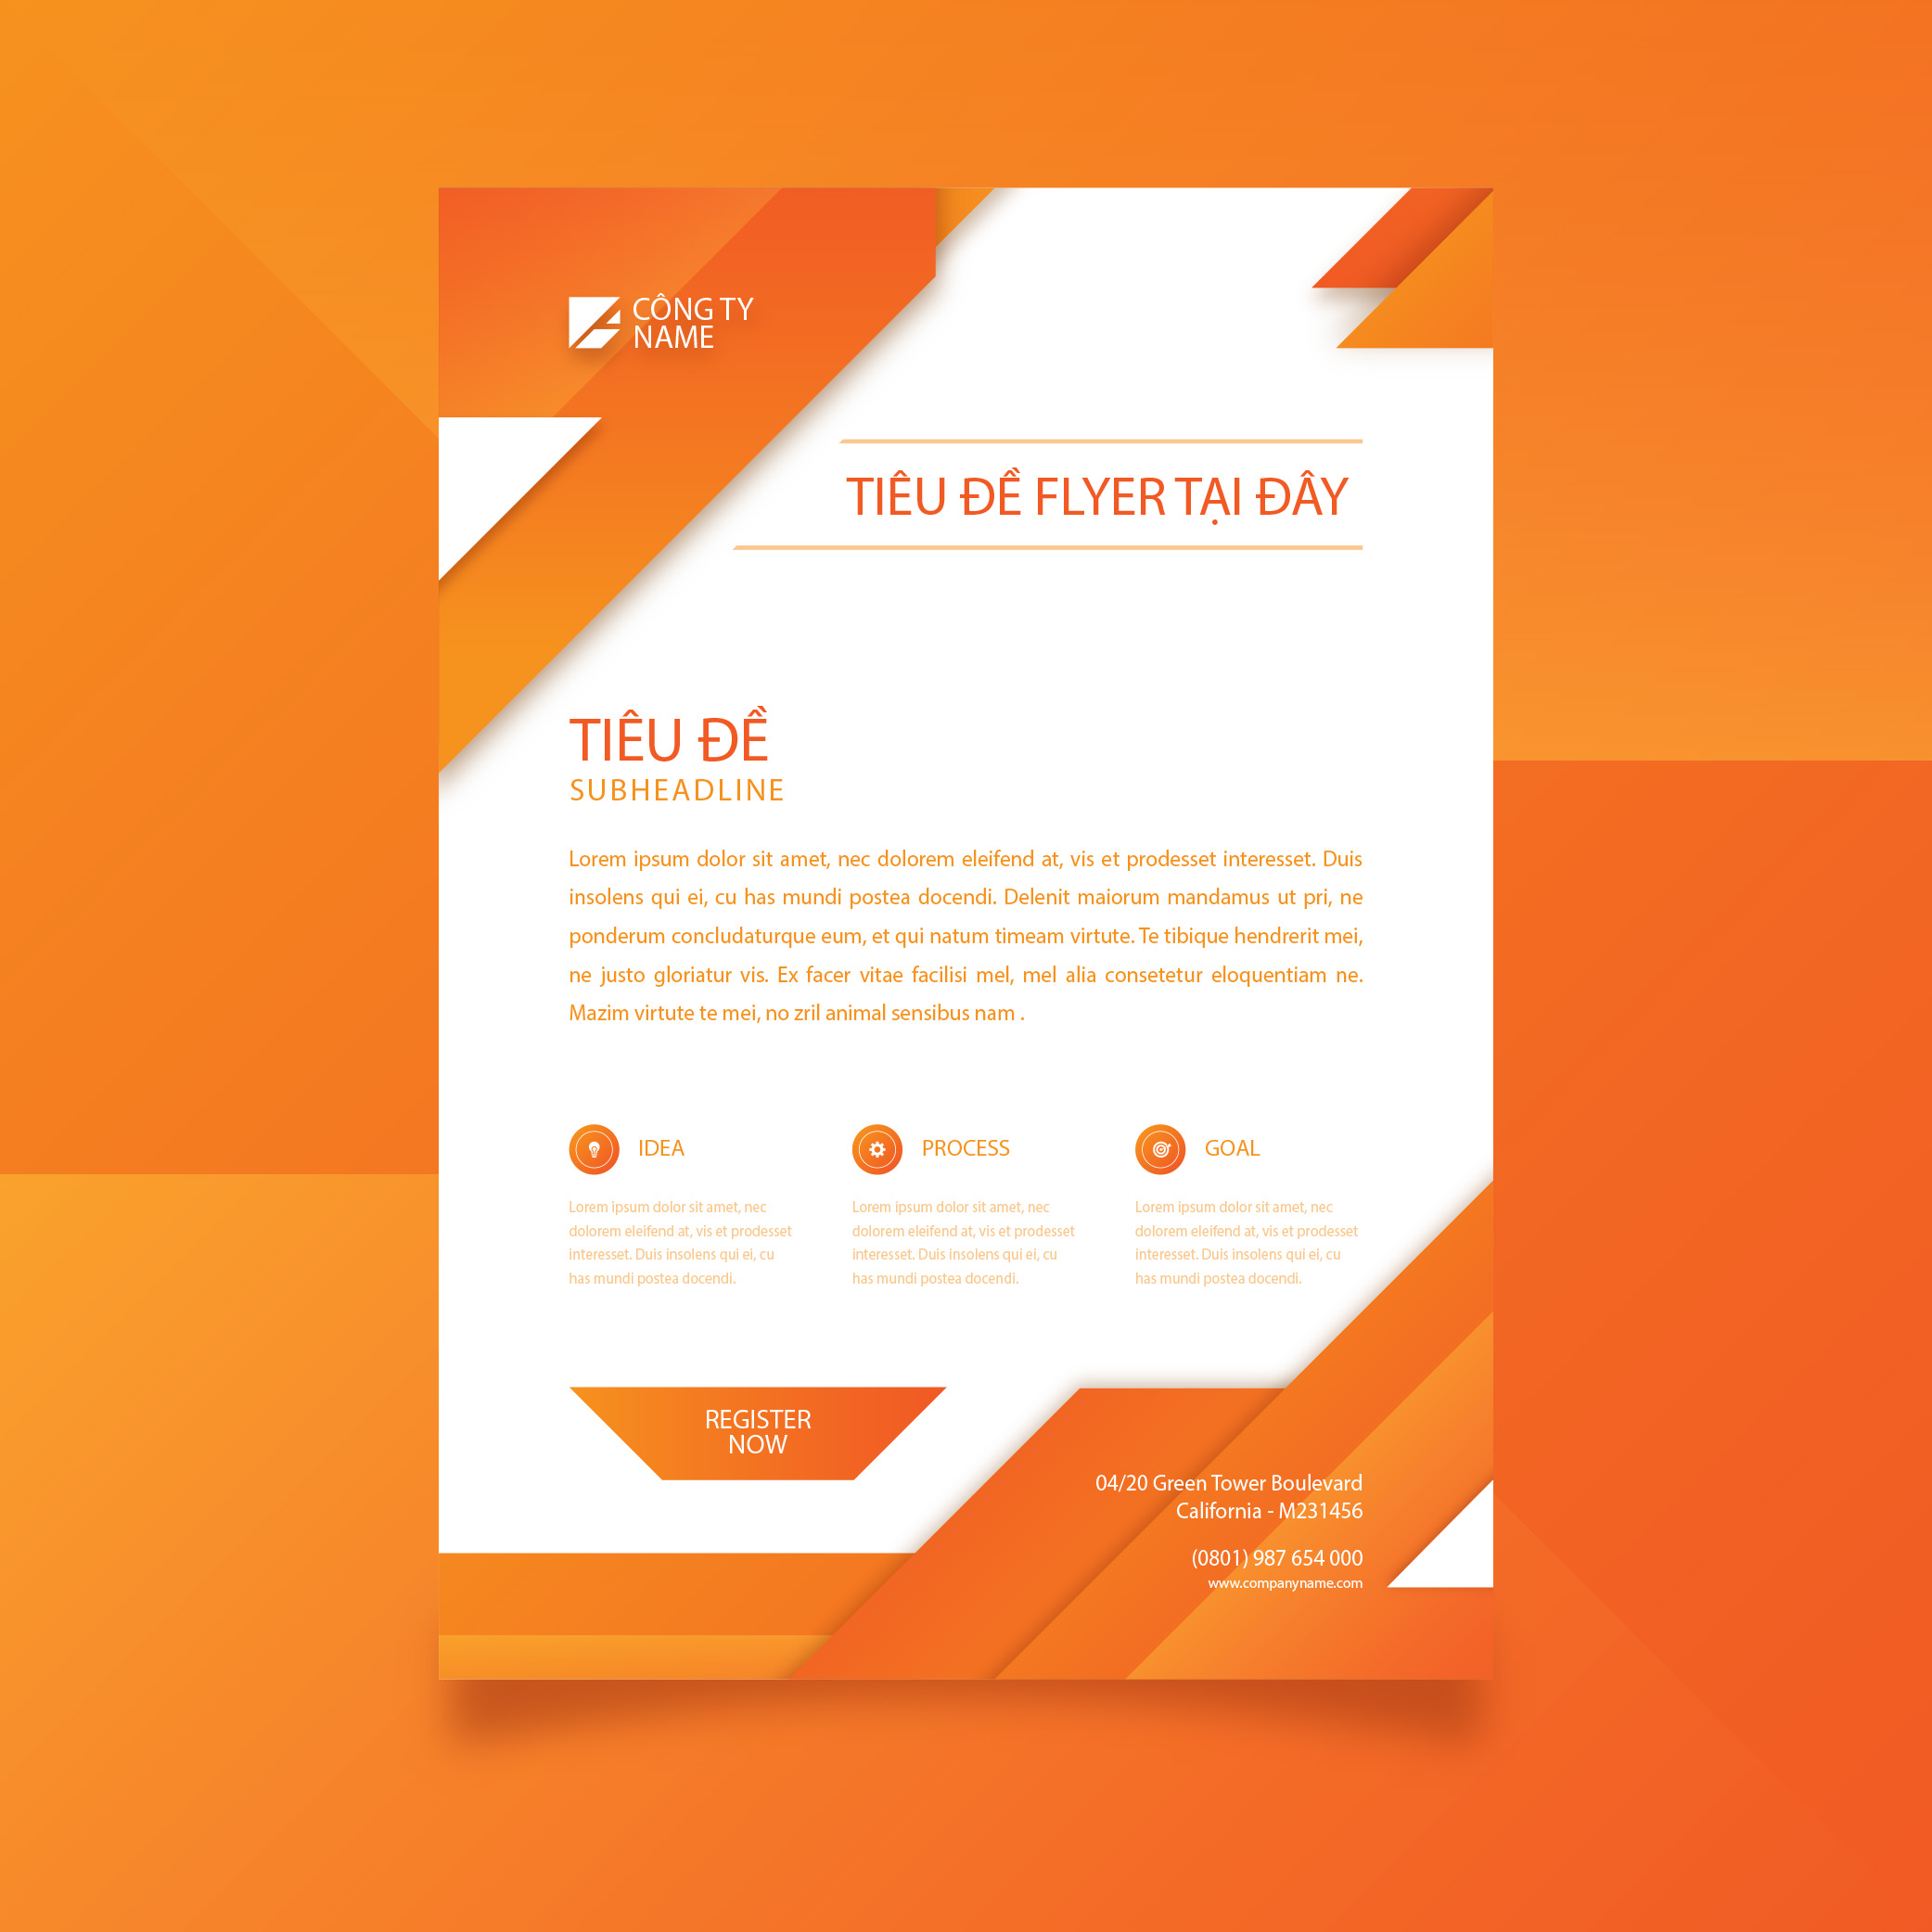 CÔNG TY
NAME
TIÊU ĐỀ FLYER TẠI ĐÂY
TIÊU ĐỀ
SUBHEADLINE
Lorem ipsum dolor sit amet, nec dolorem eleifend at, vis et prodesset interesset. Duis
insolens qui ei, cu has mundi postea docendi. Delenit maiorum mandamus ut pri, ne
ponderum concludaturque eum, et qui natum timeam virtute. Te tibique hendrerit mei,
ne justo gloriatur vis. Ex facer vitae facilisi mel, mel alia consetetur eloquentiam ne.
Mazim virtute te mei, no zril animal sensibus nam .
IDEA
Lorem ipsum dolor sit amet, nec
dolorem eleifend at, vis et prodesset
interesset. Duis insolens qui ei, cu
has mundi postea docendi.
PROCESS
Lorem ipsum dolor sit amet, nec
dolorem eleifend at, vis et prodesset
interesset. Duis insolens qui ei, cu
has mundi postea docendi.
GOAL
Lorem ipsum dolor sit amet, nec
dolorem eleifend at, vis et prodesset
interesset. Duis insolens qui ei, cu
has mundi postea docendi.
REGISTER
NOW
04/20 Green Tower Boulevard
California - M231456
(0801) 987 654 000
www.companyname.com